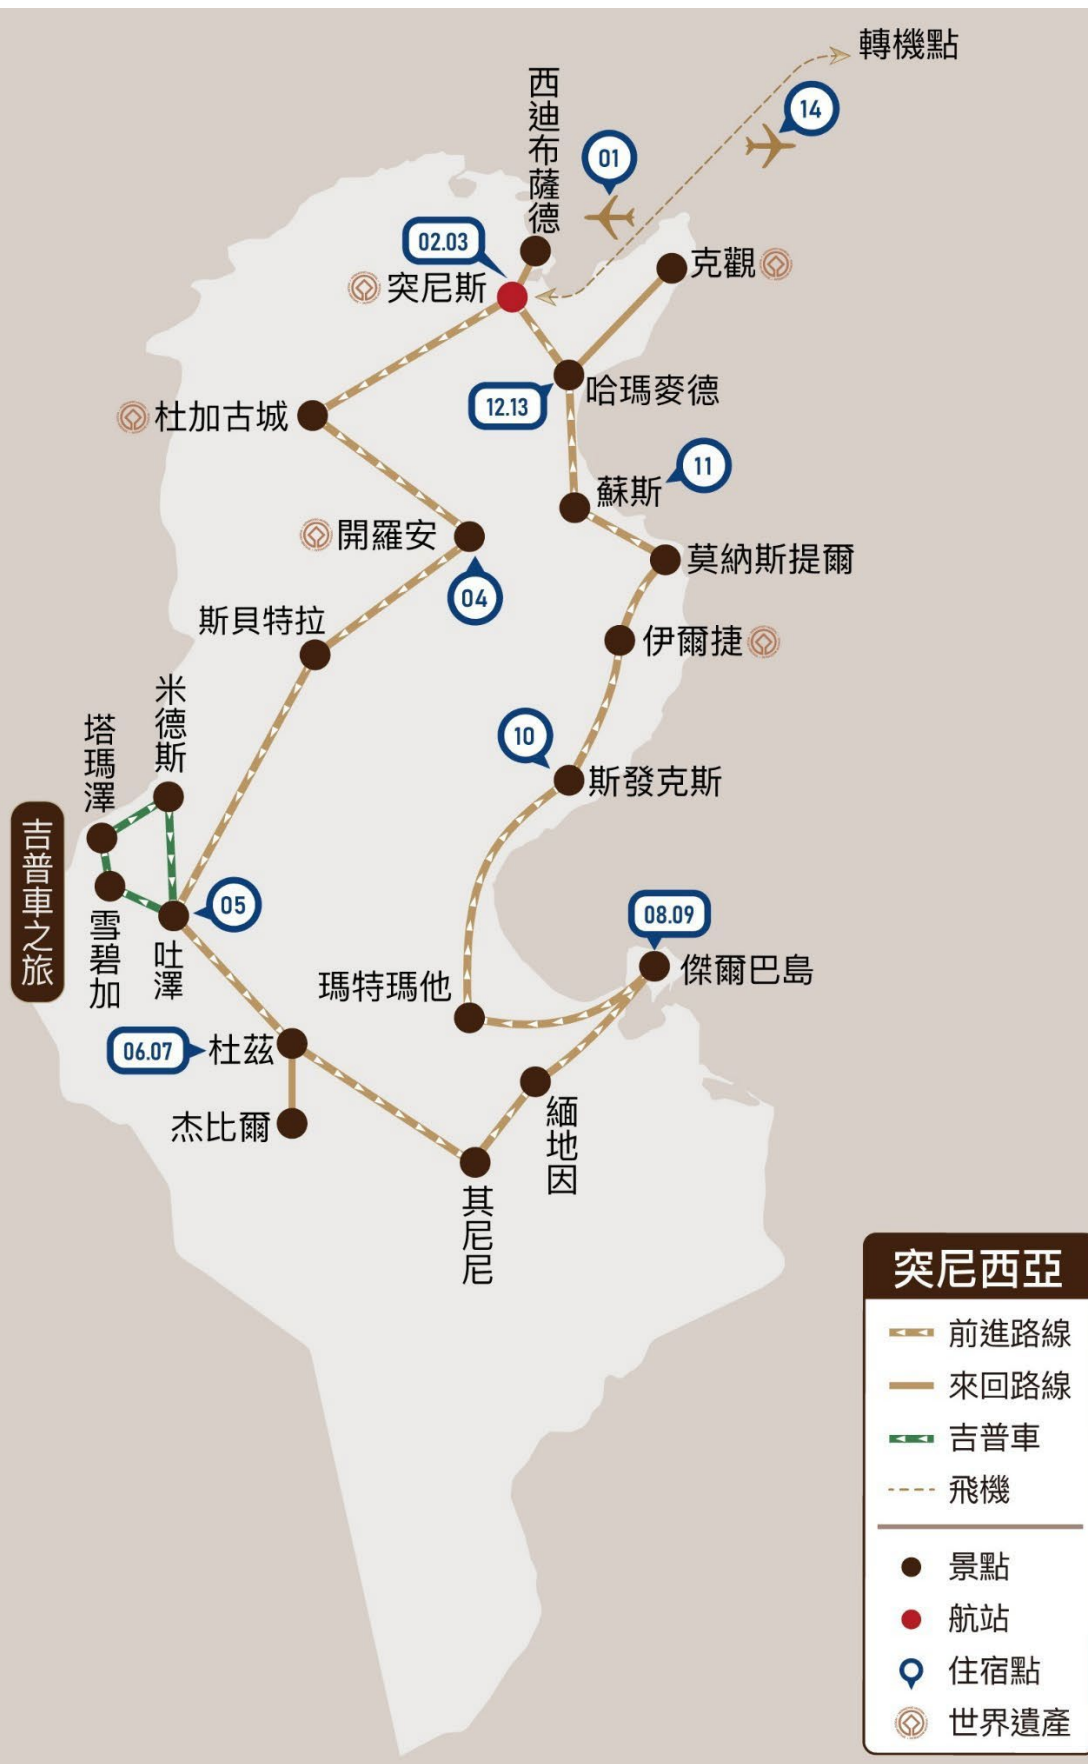 轉機點
14
西迪布薩德
01
02.03
克觀
突尼斯
12.13
哈瑪麥德
杜加古城
11
蘇斯
開羅安
莫納斯提爾
04
斯貝特拉
伊爾捷
米德斯
塔瑪澤
10
斯發克斯
吉普車之旅
05
08.09
雪碧加
吐澤
傑爾巴島
瑪特瑪他
06.07
杜茲
杰比爾
緬地因
其尼尼
突尼西亞
前進路線
來回路線
吉普車
飛機
景點
航站
住宿點
世界遺產